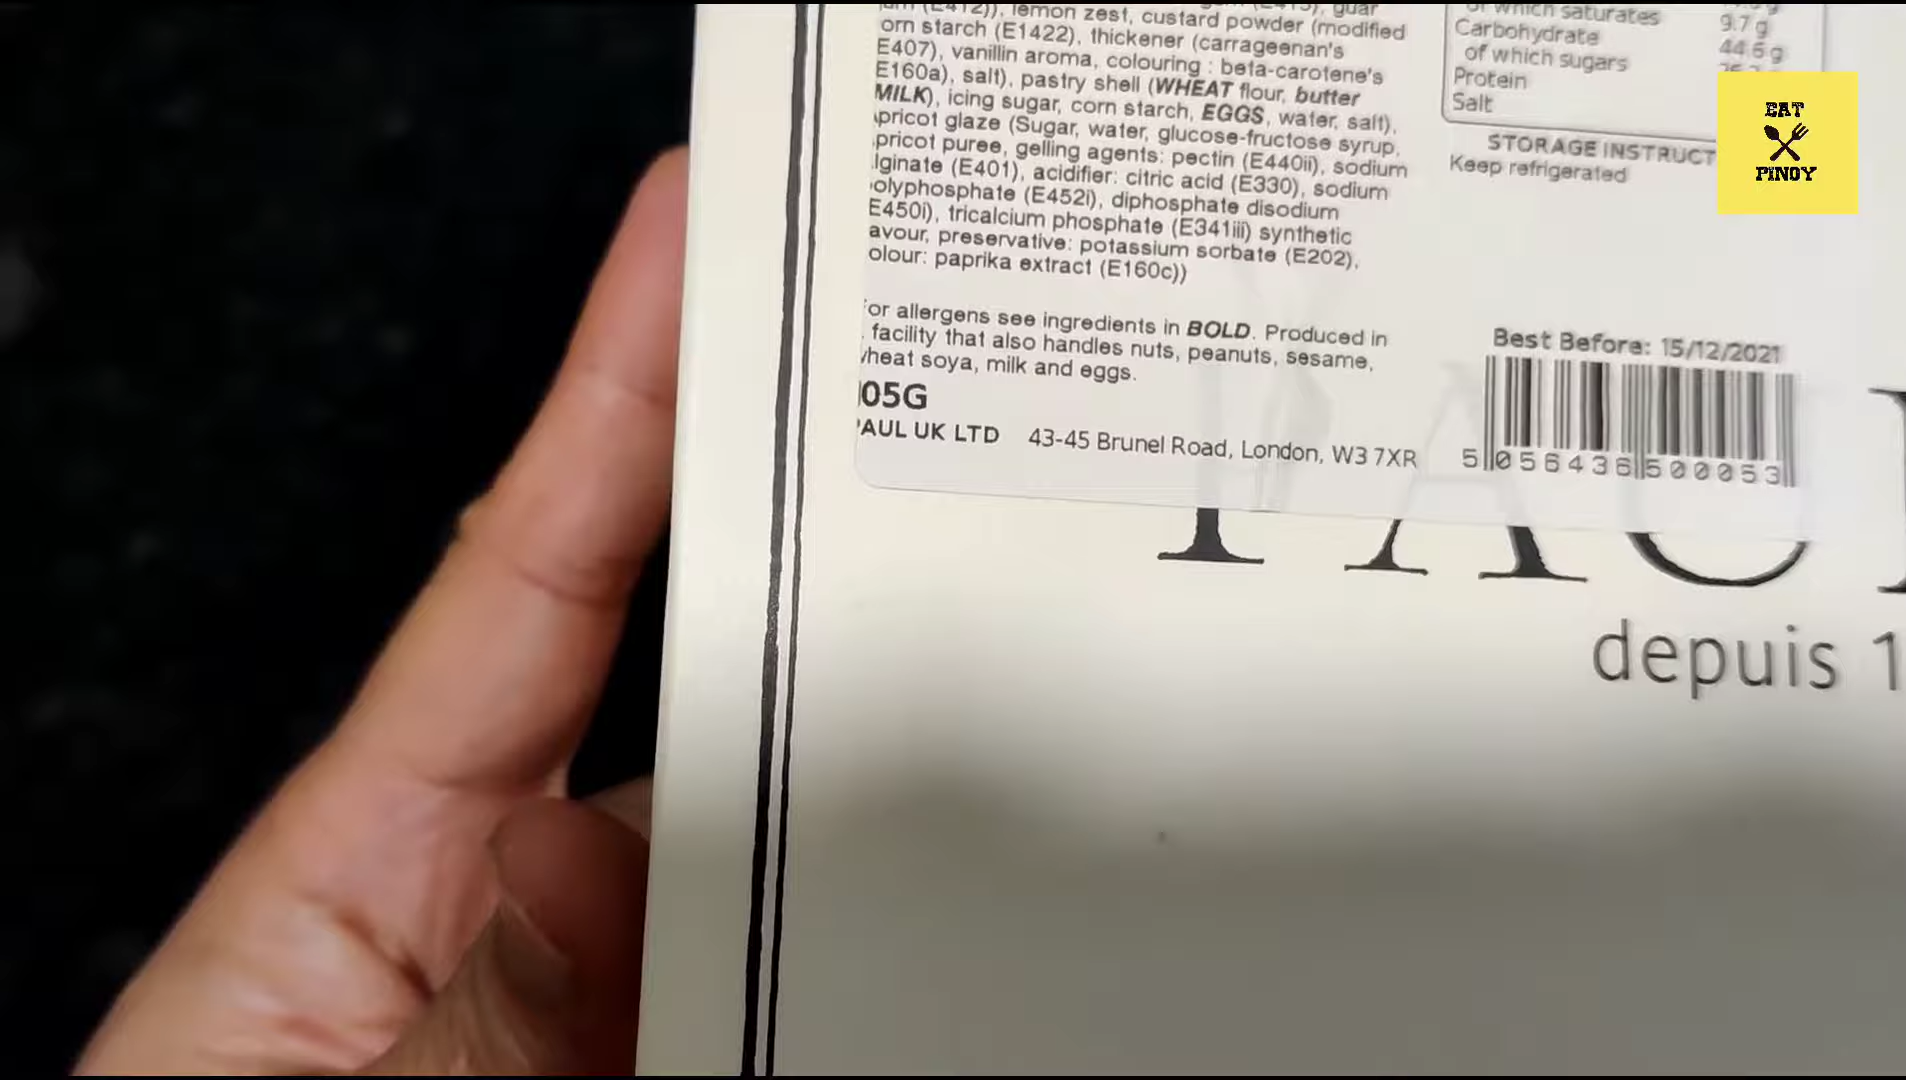 (E412)), lemon zest, custard powder (modified
orn starch (E1422), thickener (carrageenan's
E407), vanillin aroma, colouring : beta-carotene's
E160a), salt), pastry shell (WHEAT flour, butter
MILK), icing sugar, corn starch, EGGS, water, salt),
pricot glaze (Sugar, water, glucose-fructose syrup,
pricot puree, gelling agents: pectin (E440ii), sodium
lginate (E401), acidifier: citric acid (E330), sodium
olyphosphate (E452i), diphosphate disodium
E450i), tricalcium phosphate (E341iii) synthetic
avour, preservative: potassium sorbate (E202),
olour: paprika extract (E160c))
or allergens see ingredients in BOLD. Produced in
facility that also handles nuts, peanuts, sesame,
wheat soya, milk and eggs.
05G
PAUL UK LTD 43-45 Brunel Road, London, W3 7XR
of which saturates 9.7 g
Carbohydrate 44.6 g
of which sugars
Protein
Salt
STORAGE INSTRUCT
Keep refrigerated
Best Before: 15/12/2021
5 056436 500053
PAU
depuis 1
EAT
PINOY